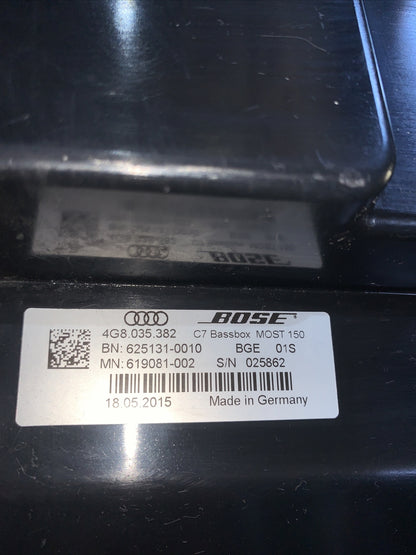 BOSE
4G8.035.382 C7 Bassbox MOST 150
BN: 625131-0010 BGE 01S
MN: 619081-002 S/N 025862
18.05.2015 Made in Germany